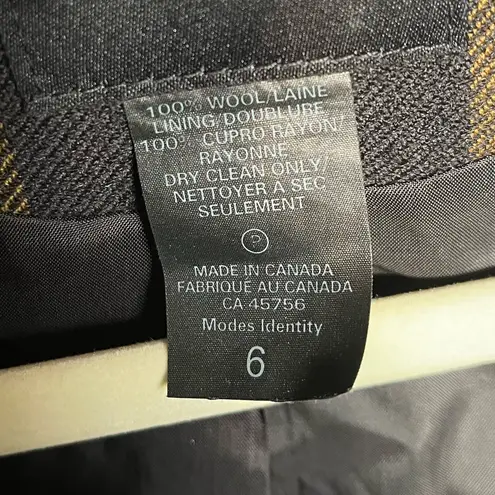 100% WOOL/LAINE
LINING/DOUBLURE
100% CUPRO RAYON/
RAYONNE
DRY CLEAN ONLY/
NETTOYER A SEC
SEULEMENT
P
MADE IN CANADA
FABRIQUÉ AU CANADA
CA 45756
Modes Identity
6